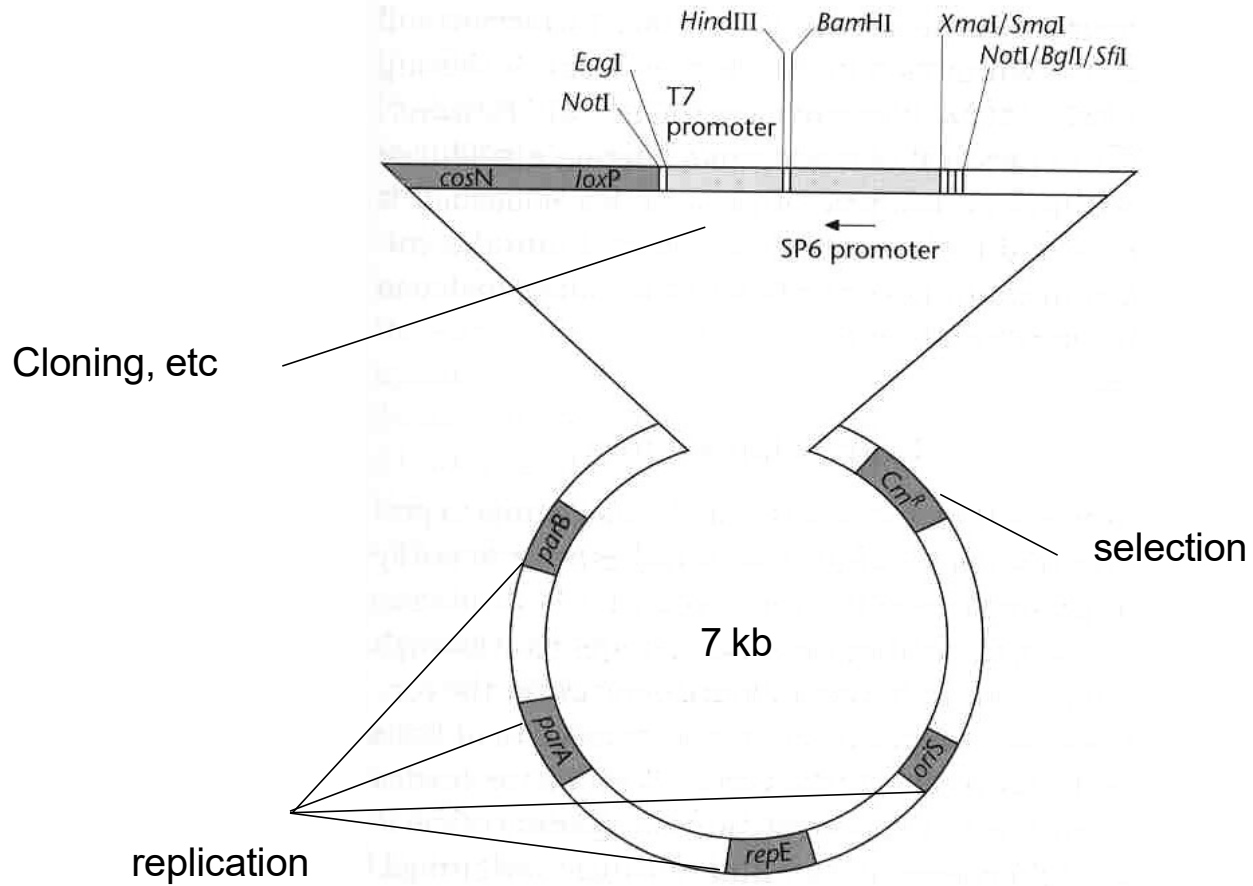 HindIII
BamHI
XmaI/SmaI
NotI/BglI/SfiI
EagI
NotI
T7
promoter
cosN
loxP
SP6 promoter
Cloning, etc
CmR
selection
parB
7 kb
parA
oriS
repE
replication